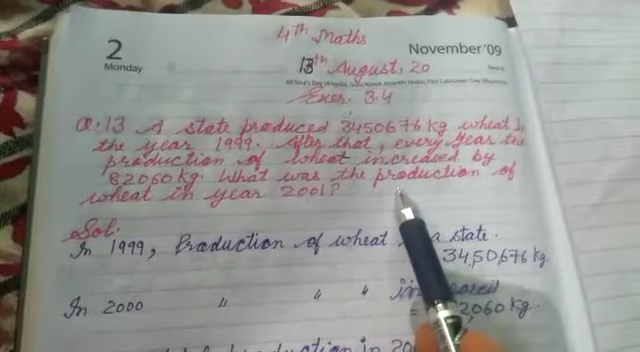 4th Maths
2
Monday
November'09
13th August, 20
Exer. 3.4
Q.13 A state produced 3450676 kg wheat in
the year 1999. After that, every year the
production of wheat increased by
82060 kg. What was the production of
wheat in year 2001?
Sol.
In 1999, Production of wheat a state.
34,50,676 kg
In 2000 " " "
2060 kg.
in 20